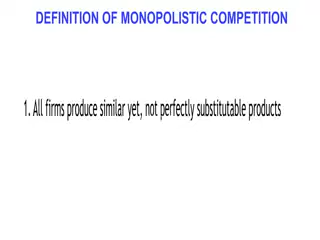 DEFINITION OF MONOPOLISTIC COMPETITION
1. All firms produce similar yet, not perfectly substitutable products